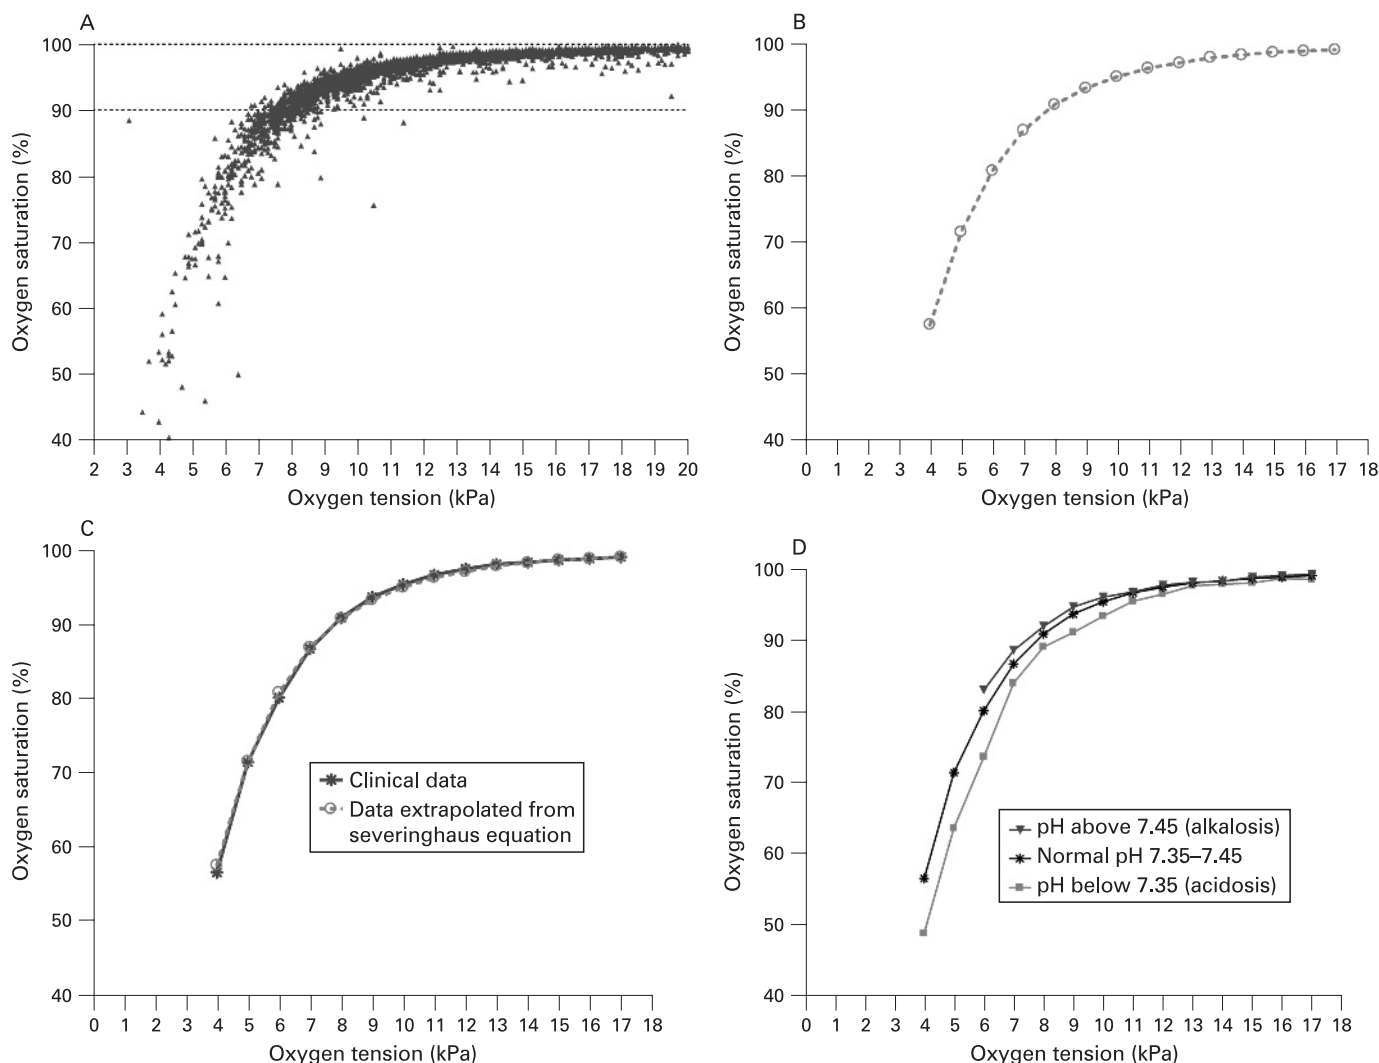 A
100
90
80
70
60
50
40
Oxygen saturation (%)
2 3 4 5 6 7 8 9 10 11 12 13 14 15 16 17 18 19 20
Oxygen tension (kPa)
B
100
90
80
70
60
50
40
Oxygen saturation (%)
0 1 2 3 4 5 6 7 8 9 10 11 12 13 14 15 16 17 18
Oxygen tension (kPa)
C
100
90
80
70
60
50
40
Oxygen saturation (%)
Clinical data
Data extrapolated from
severinghaus equation
0 1 2 3 4 5 6 7 8 9 10 11 12 13 14 15 16 17 18
Oxygen tension (kPa)
D
100
90
80
70
60
50
40
Oxygen saturation (%)
pH above 7.45 (alkalosis)
Normal pH 7.35–7.45
pH below 7.35 (acidosis)
0 1 2 3 4 5 6 7 8 9 10 11 12 13 14 15 16 17 18
Oxygen tension (kPa)